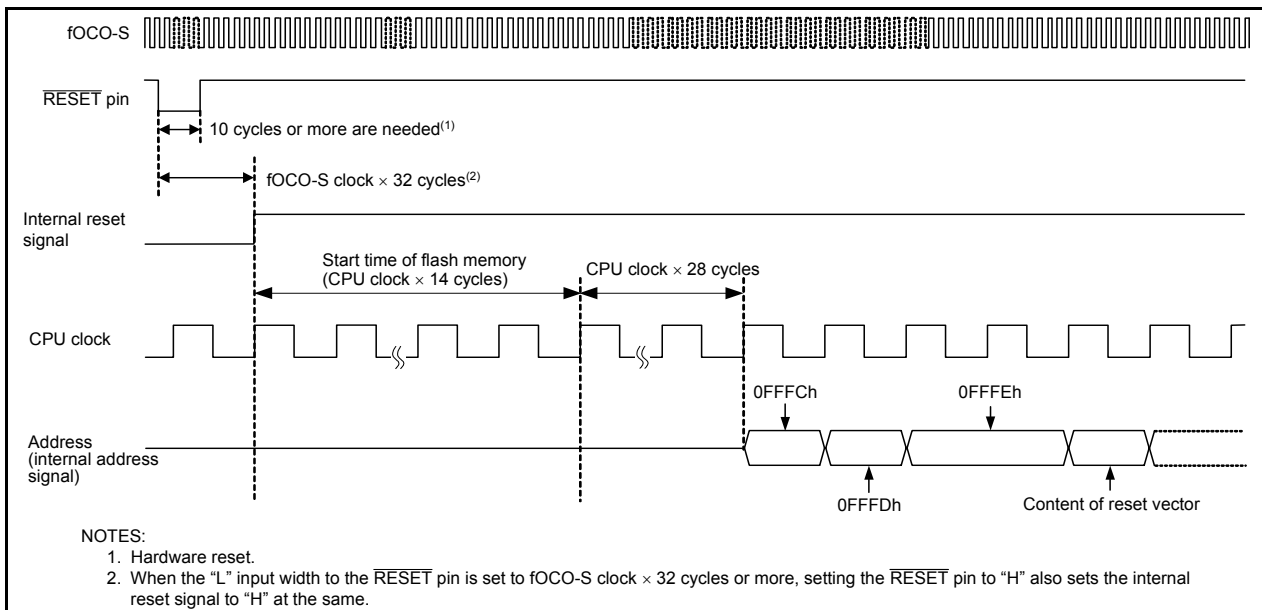 fOCO-S
RESET pin
10 cycles or more are needed(1)
fOCO-S clock × 32 cycles(2)
Internal reset
signal
Start time of flash memory
(CPU clock × 14 cycles)
CPU clock × 28 cycles
CPU clock
0FFFCh
0FFFEh
Address
(internal address
signal)
0FFFDh
Content of reset vector
NOTES:
1. Hardware reset.
2. When the “L” input width to the RESET pin is set to fOCO-S clock × 32 cycles or more, setting the RESET pin to “H” also sets the internal
reset signal to “H” at the same.